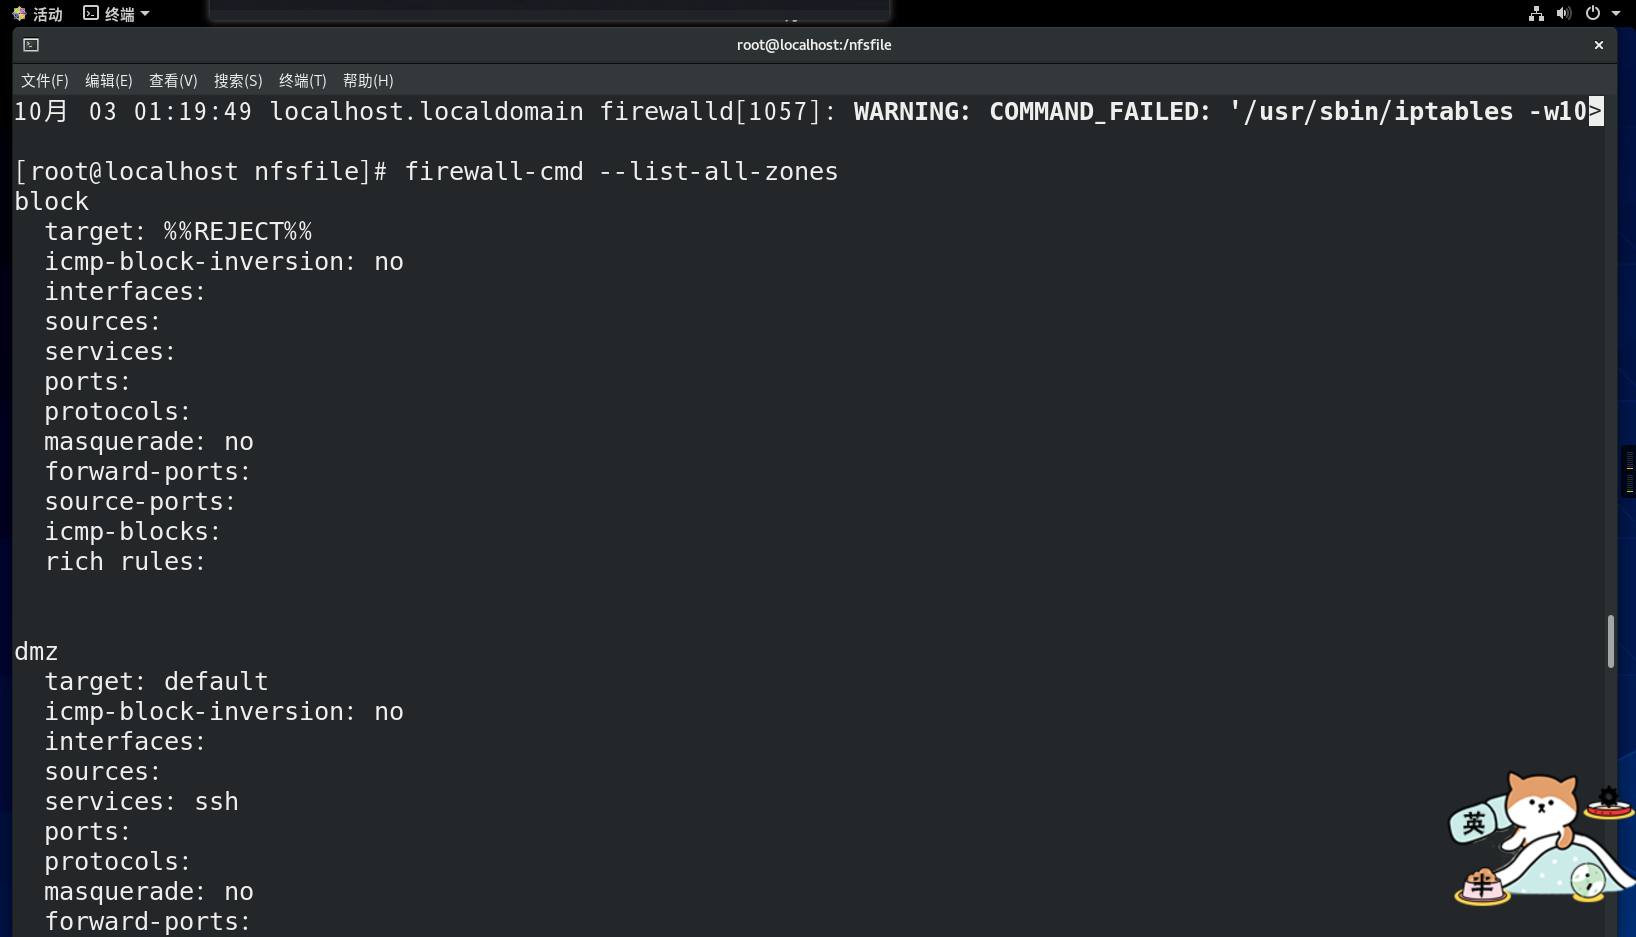 活动 终端
root@localhost:/nfsfile
文件(F) 编辑(E) 查看(V) 搜索(S) 终端(T) 帮助(H)
10月 03 01:19:49 localhost.localdomain firewalld[1057]: WARNING: COMMAND_FAILED: '/usr/sbin/iptables -w10>
[root@localhost nfsfile]# firewall-cmd --list-all-zones
block
target: %%REJECT%%
icmp-block-inversion: no
interfaces:
sources:
services:
ports:
protocols:
masquerade: no
forward-ports:
source-ports:
icmp-blocks:
rich rules:
dmz
target: default
icmp-block-inversion: no
interfaces:
sources:
services: ssh
ports:
protocols:
masquerade: no
forward-ports:
英
半